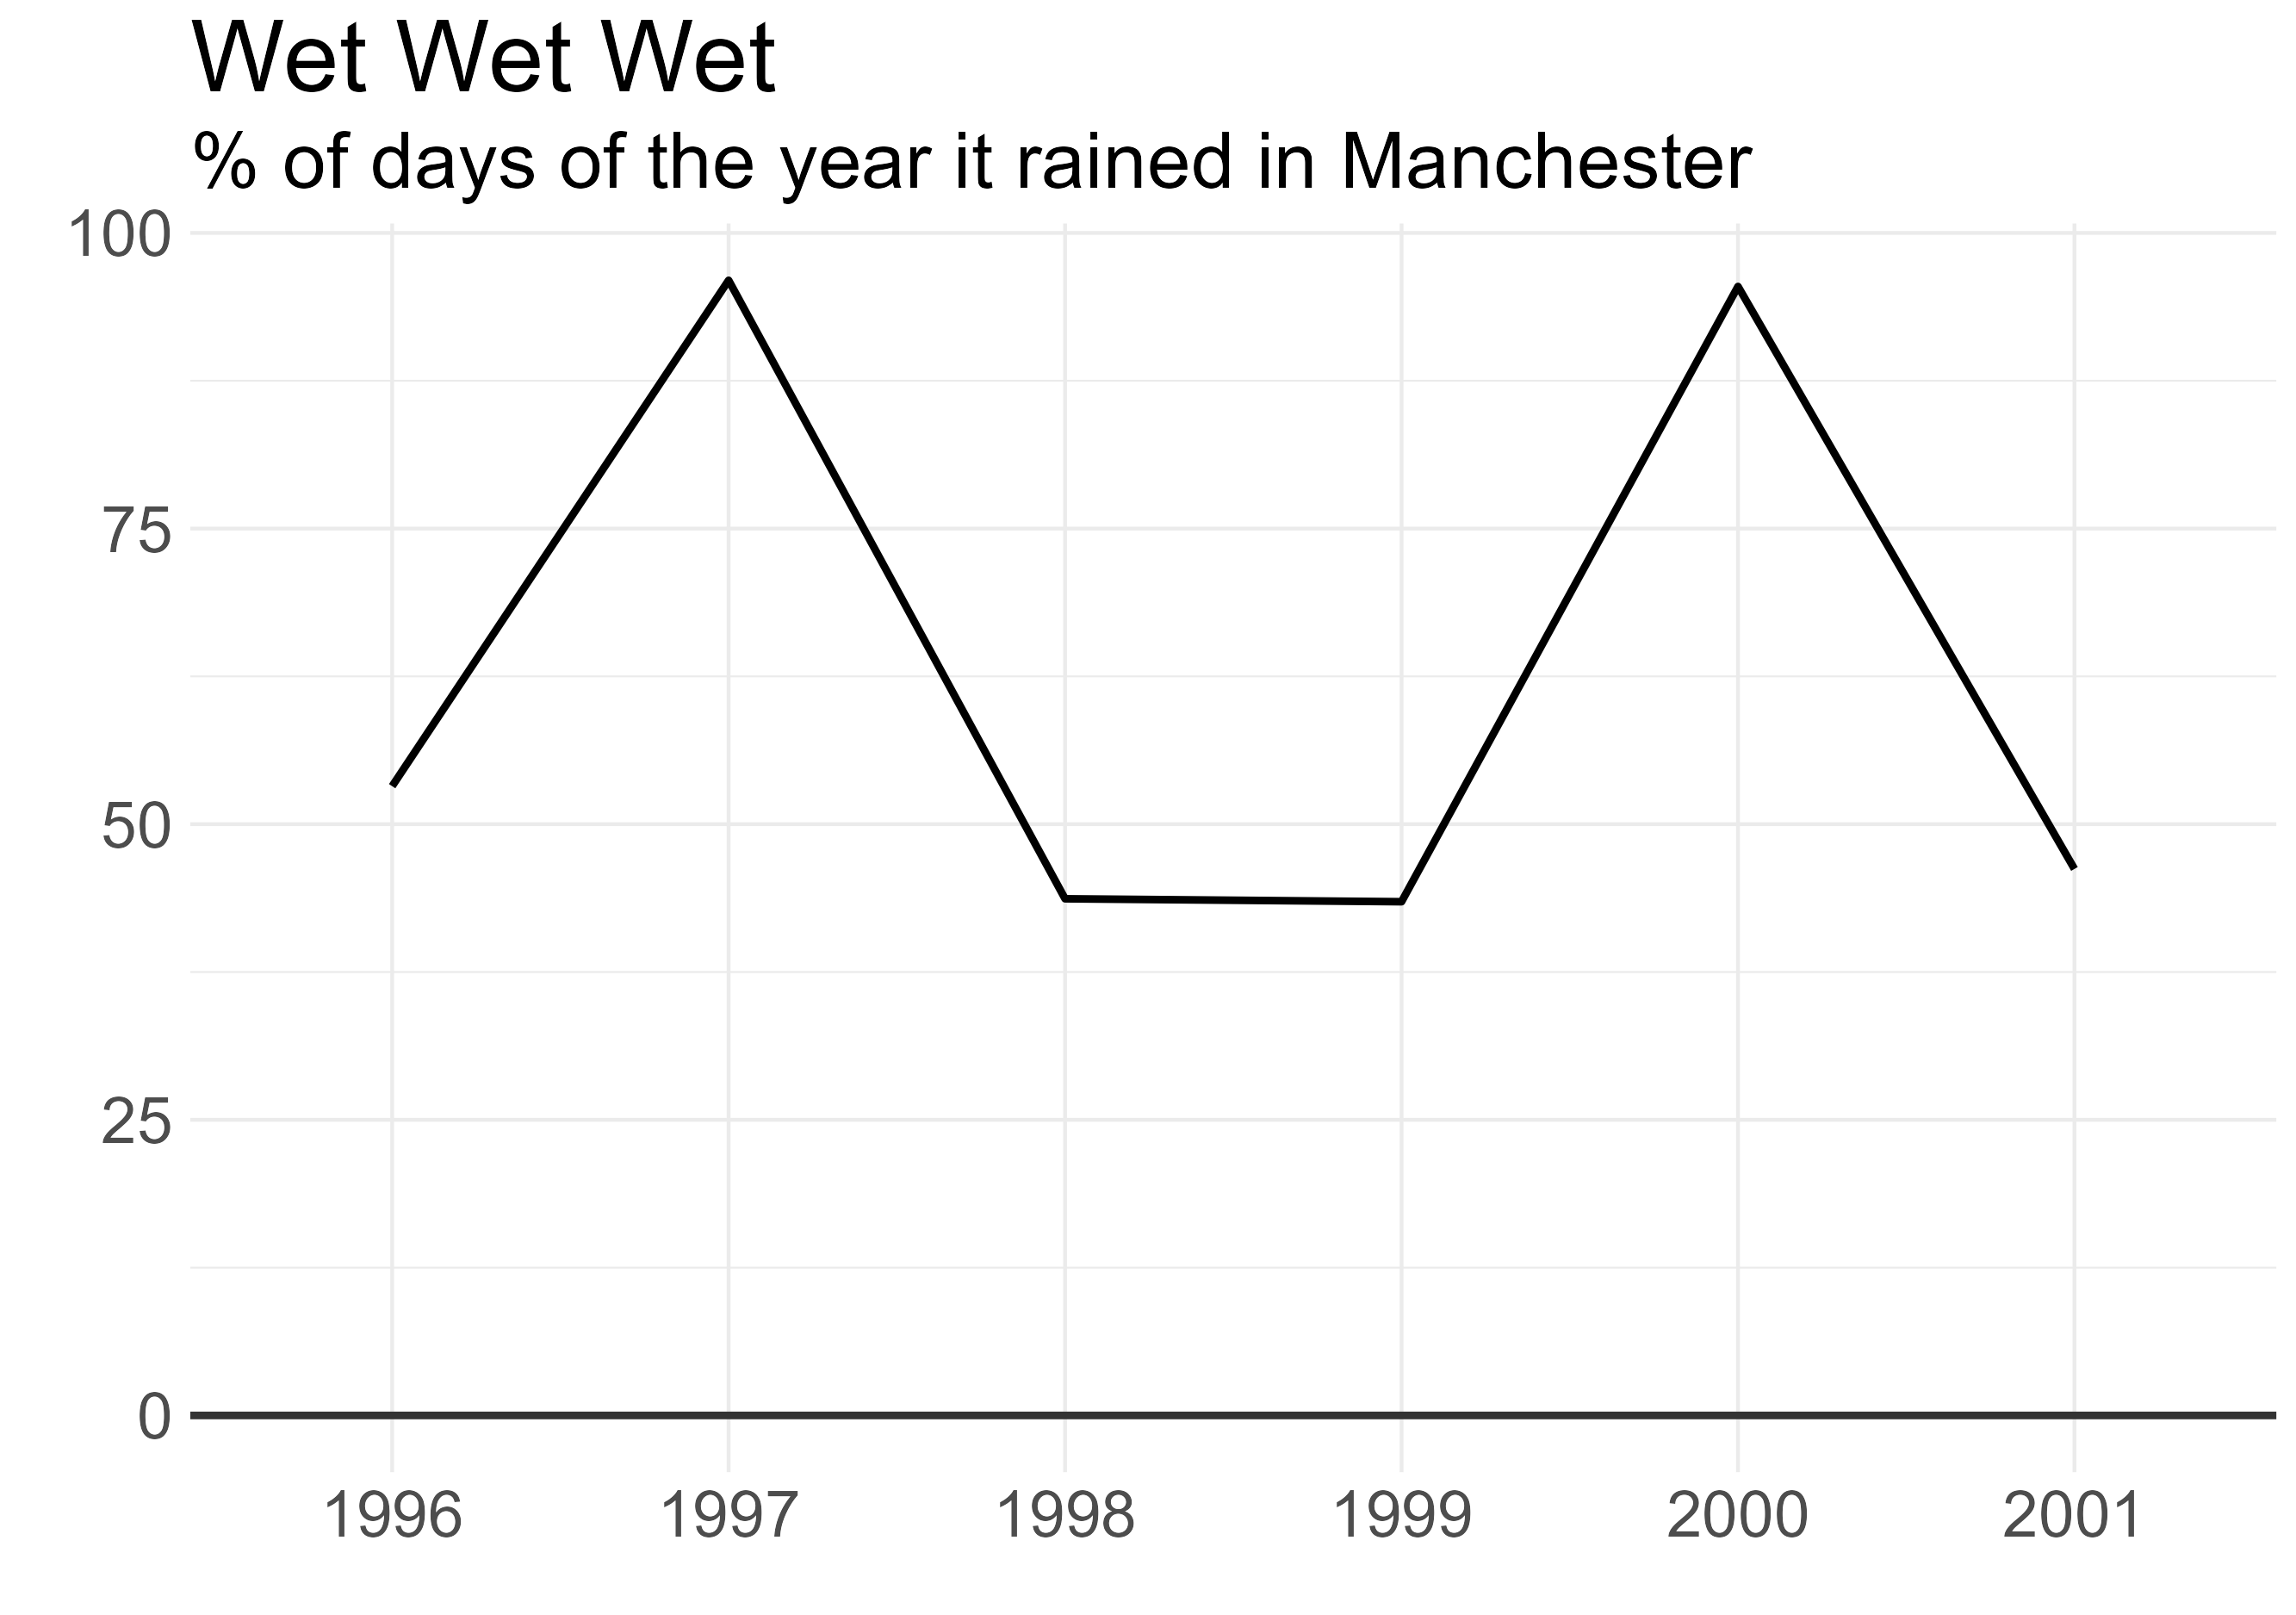 Wet Wet Wet
% of days of the year it rained in Manchester
100
75
50
25
0
1996 1997 1998 1999 2000 2001